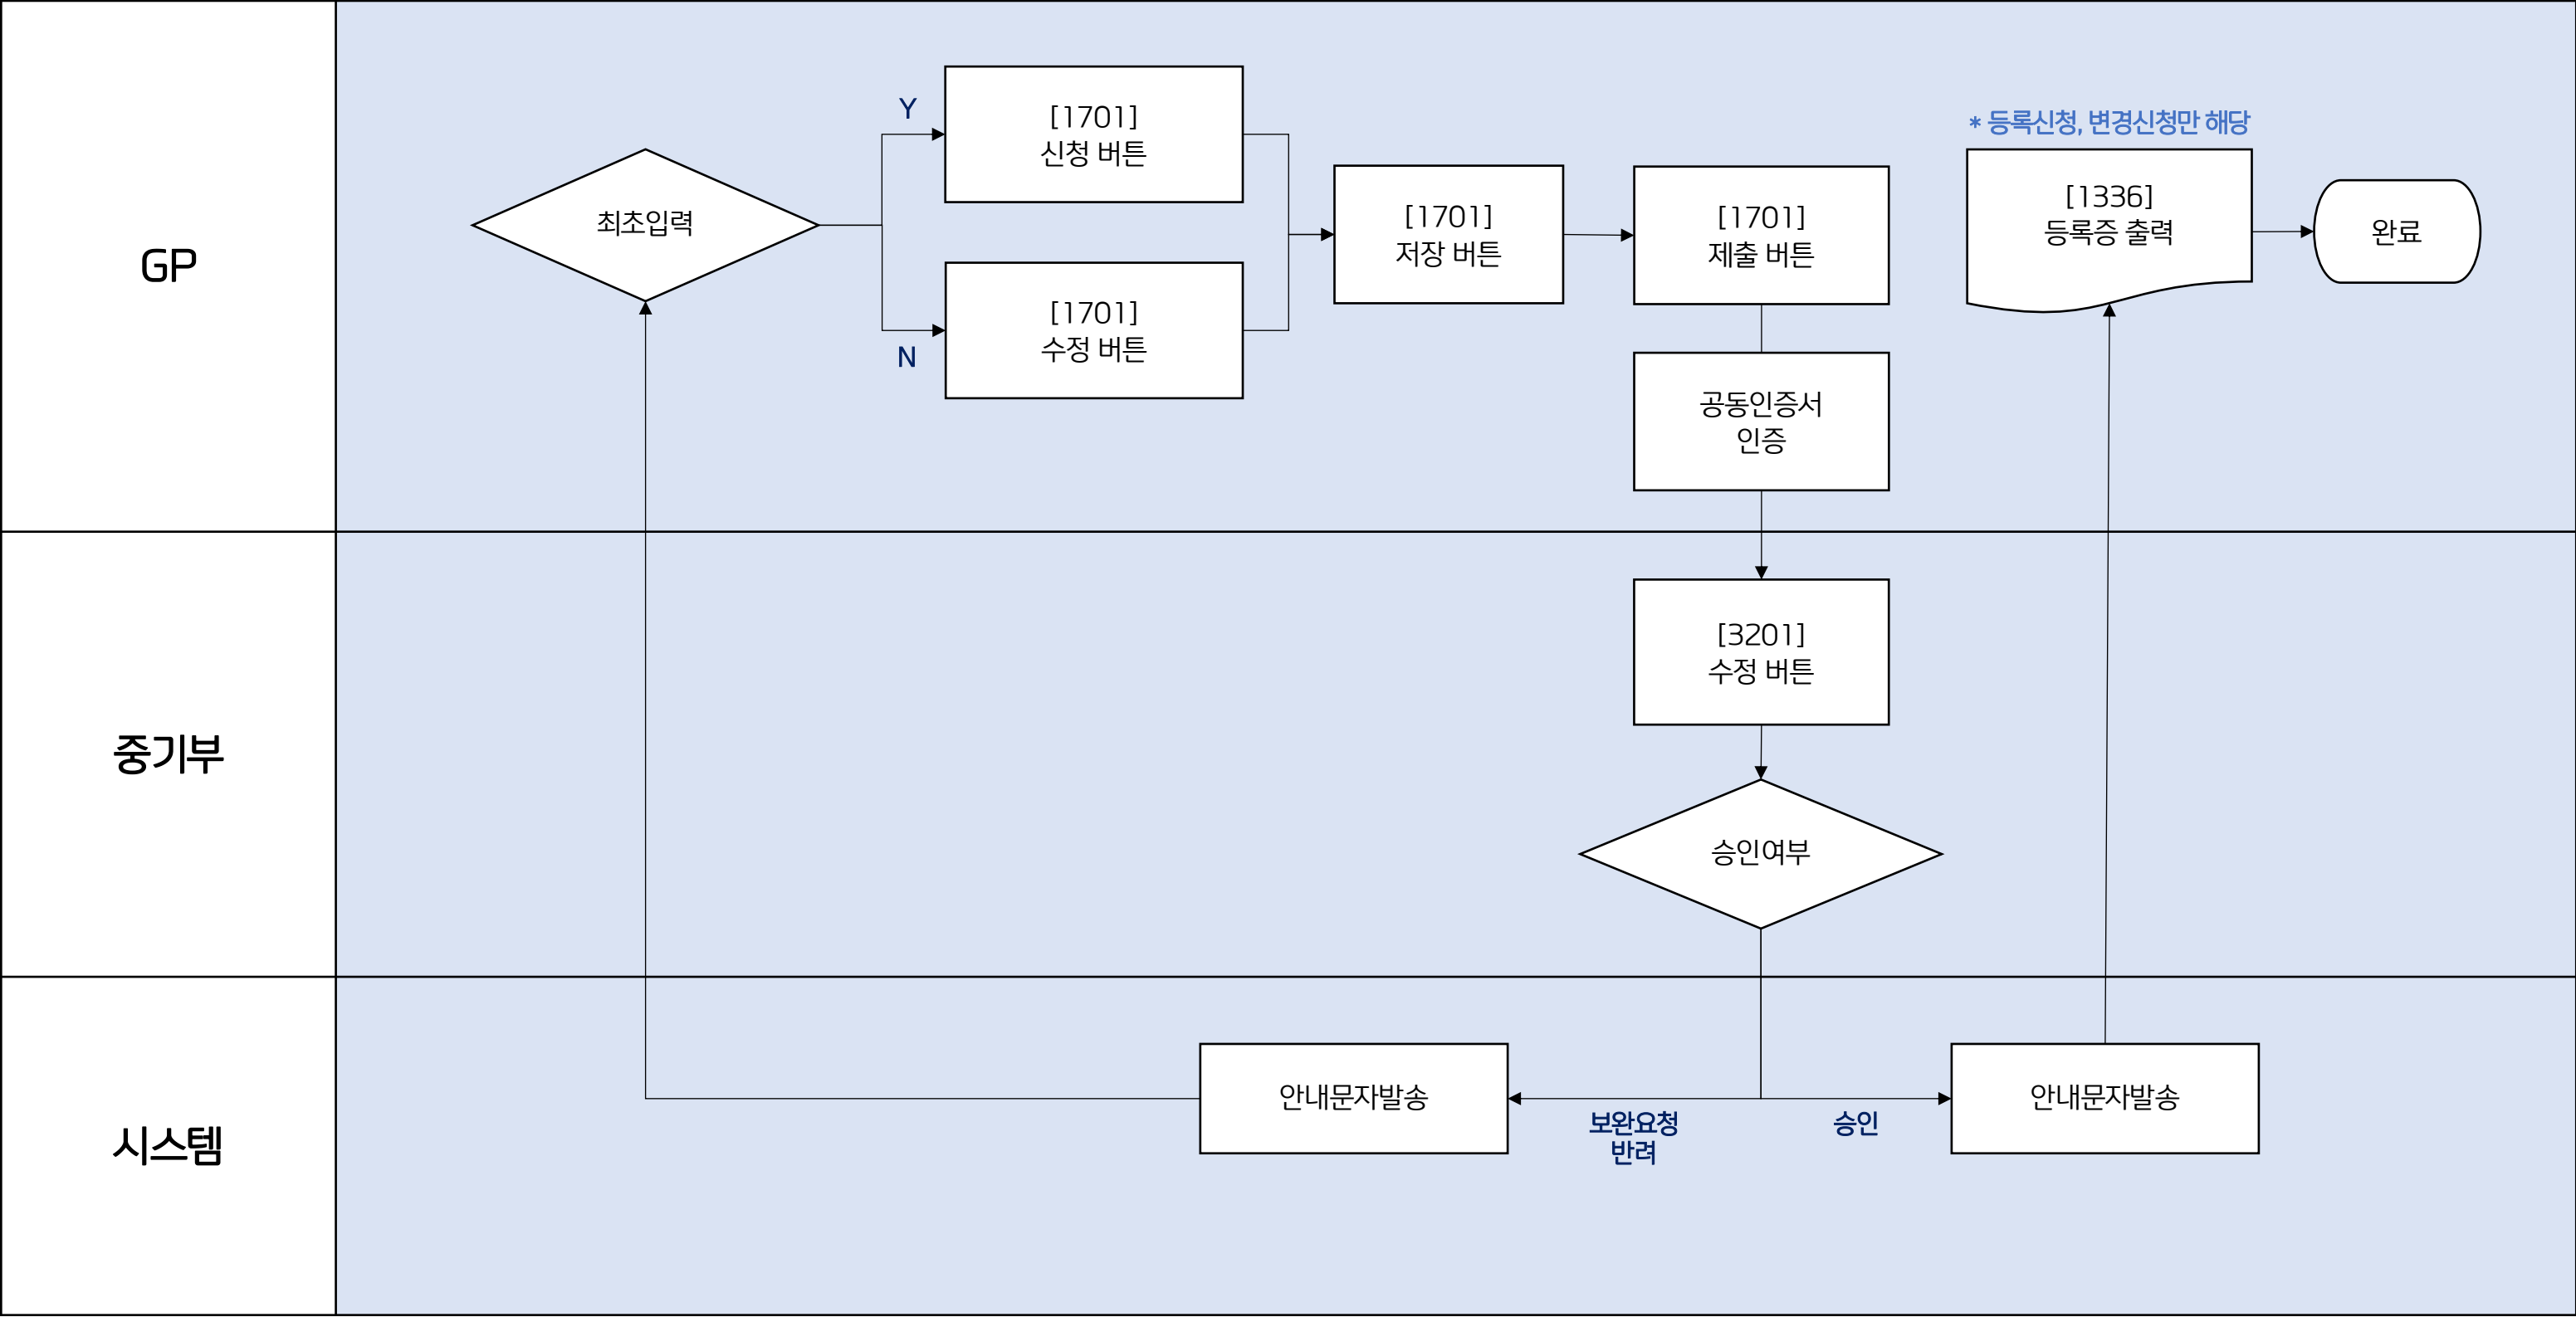 GP
최초입력
Y
[1701]
신청 버튼
N
[1701]
수정 버튼
[1701]
저장 버튼
[1701]
제출 버튼
공동인증서
인증
* 등록신청, 변경신청만 해당
[1336]
등록증 출력
완료
중기부
[3201]
수정 버튼
승인여부
시스템
안내문자발송
보완요청
반려
승인
안내문자발송